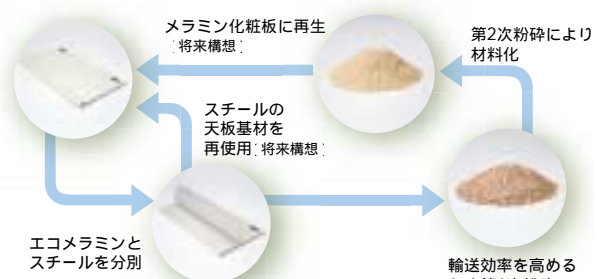 メラミン化粧板に再生
[将来構想]
第2次粉砕により
材料化
スチールの
天板基材を
再使用[将来構想]
エコメラミンと
スチールを分別
輸送効率を高める